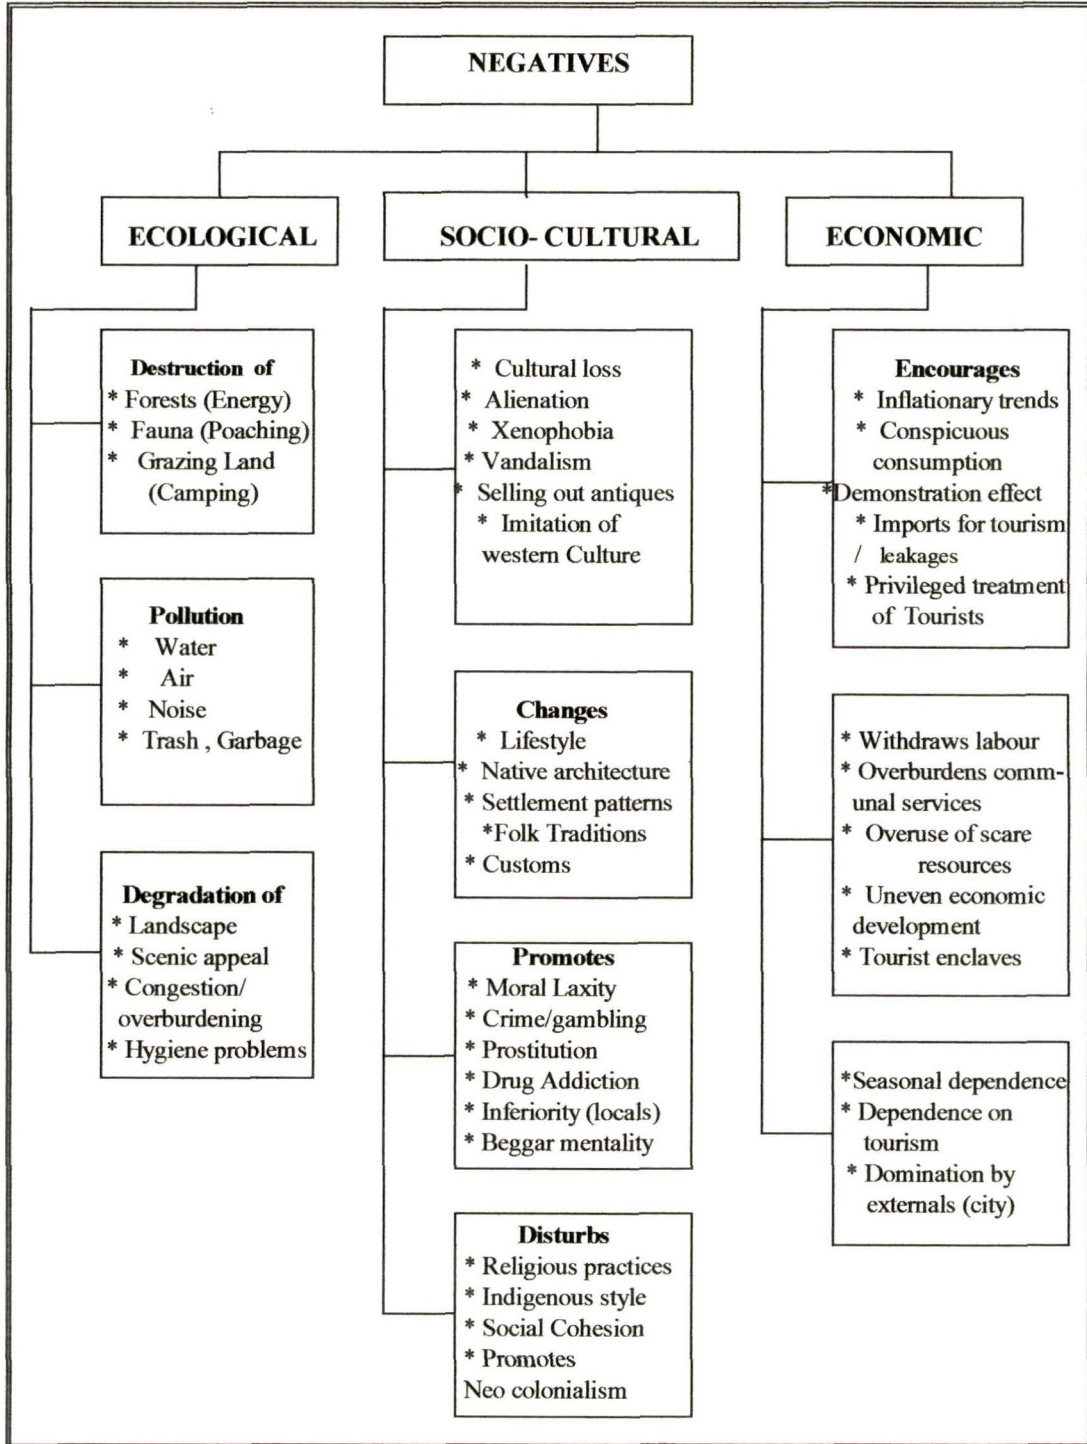 NEGATIVES
ECOLOGICAL
Destruction of
* Forests (Energy)
* Fauna (Poaching)
* Grazing Land
(Camping)
Pollution
* Water
* Air
* Noise
* Trash , Garbage
Degradation of
* Landscape
* Scenic appeal
* Congestion/
overburdening
* Hygiene problems
SOCIO- CULTURAL
* Cultural loss
* Alienation
* Xenophobia
* Vandalism
* Selling out antiques
* Imitation of
western Culture
Changes
* Lifestyle
* Native architecture
* Settlement patterns
*Folk Traditions
* Customs
Promotes
* Moral Laxity
* Crime/gambling
* Prostitution
* Drug Addiction
* Inferiority (locals)
* Beggar mentality
Disturbs
* Religious practices
* Indigenous style
* Social Cohesion
* Promotes
Neo colonialism
ECONOMIC
Encourages
* Inflationary trends
* Conspicuous
consumption
*Demonstration effect
* Imports for tourism
/ leakages
* Privileged treatment
of Tourists
* Withdraws labour
* Overburdens comm-
unal services
* Overuse of scare
resources
* Uneven economic
development
* Tourist enclaves
*Seasonal dependence
* Dependence on
tourism
* Domination by
externals (city)